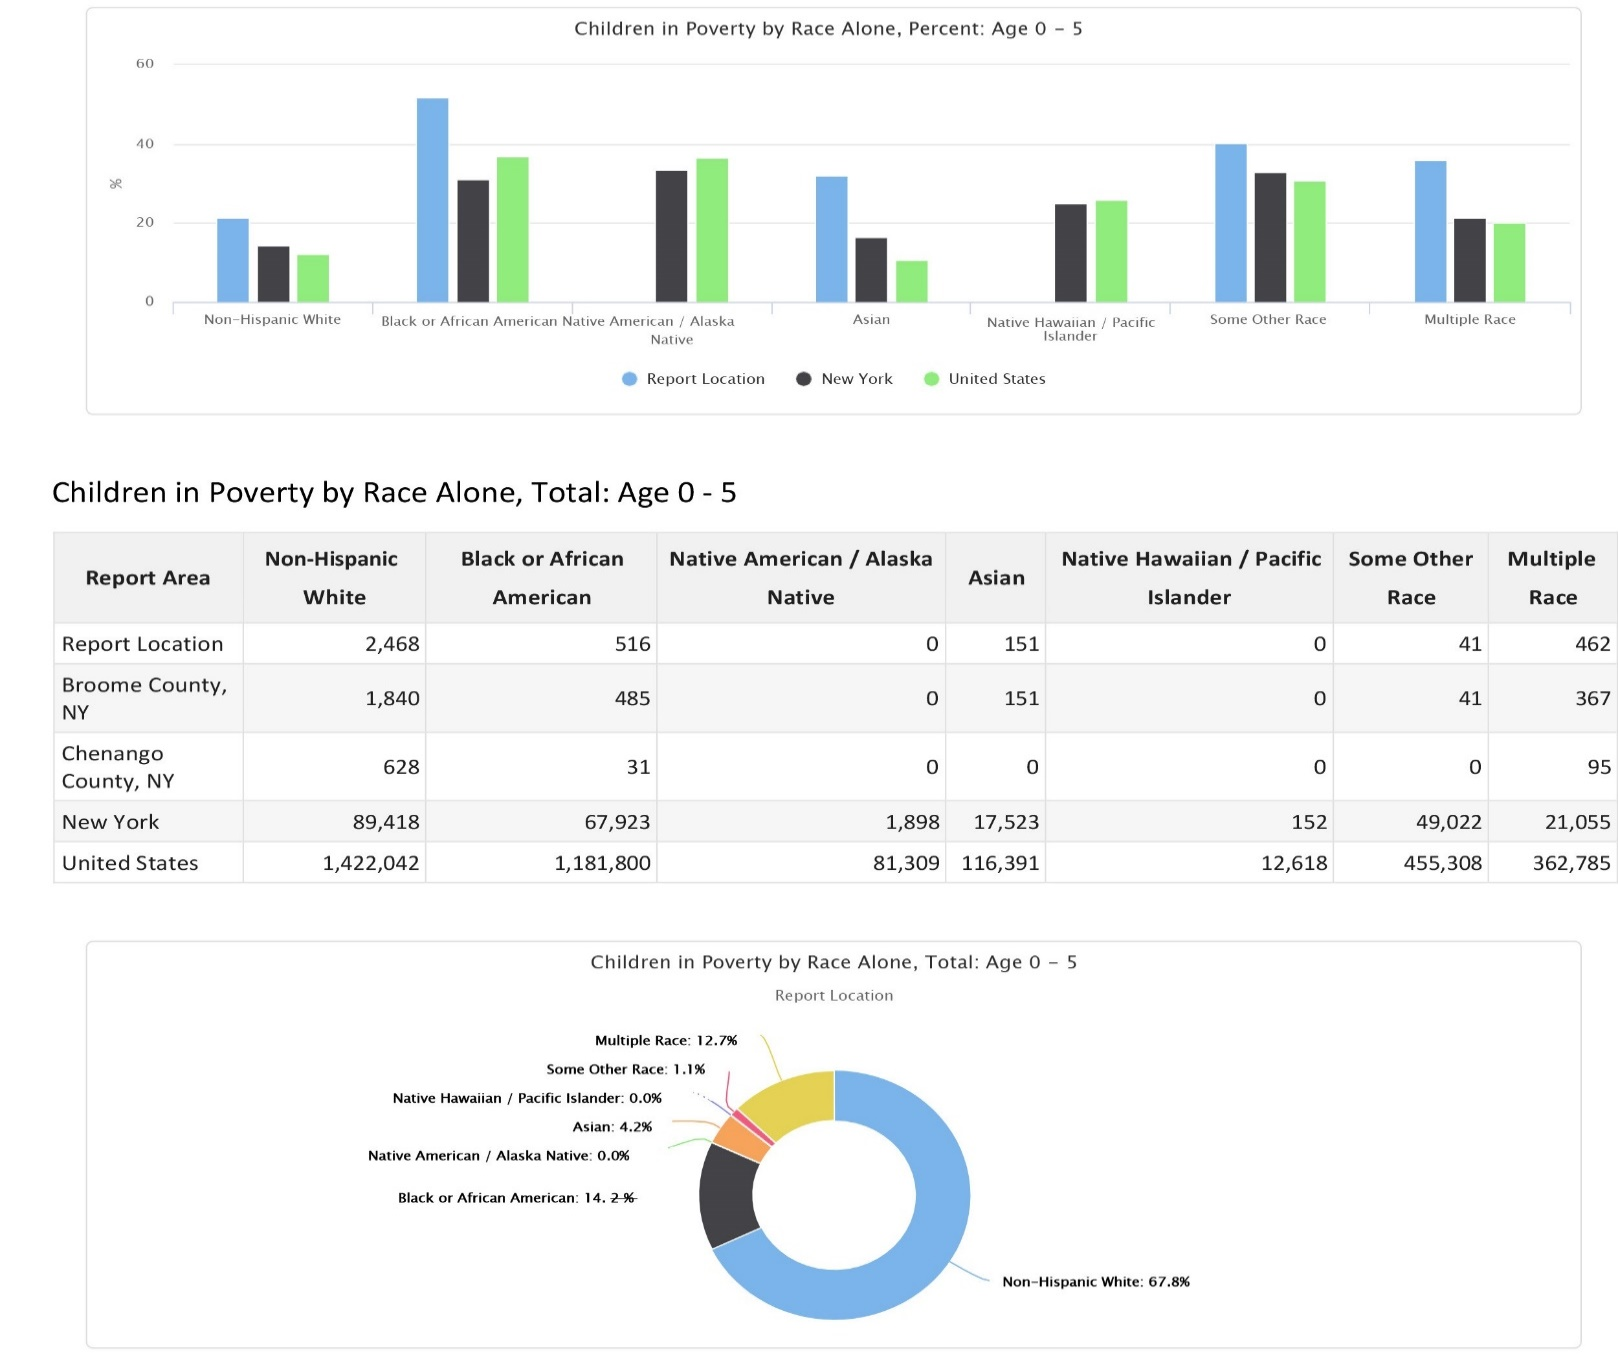 Children in Poverty by Race Alone, Percent: Age 0 – 5
60
40
20
0
%
Non-Hispanic White
Black or African American
Native American / Alaska
Native
Asian
Native Hawaiian / Pacific
Islander
Some Other Race
Multiple Race
Report Location
New York
United States
Children in Poverty by Race Alone, Total: Age 0 - 5
Report Area Non-Hispanic White Black or African American Native American / Alaska Native Asian Native Hawaiian / Pacific Islander Some Other Race Multiple Race
Report Location 2,468 516 0 151 0 41 462
Broome County, NY 1,840 485 0 151 0 41 367
Chenango County, NY 628 31 0 0 0 0 95
New York 89,418 67,923 1,898 17,523 152 49,022 21,055
United States 1,422,042 1,181,800 81,309 116,391 12,618 455,308 362,785
Children in Poverty by Race Alone, Total: Age 0 – 5
Report Location
Multiple Race: 12.7%
Some Other Race: 1.1%
Native Hawaiian / Pacific Islander: 0.0%
Asian: 4.2%
Native American / Alaska Native: 0.0%
Black or African American: 14. 2 %
Non-Hispanic White: 67.8%